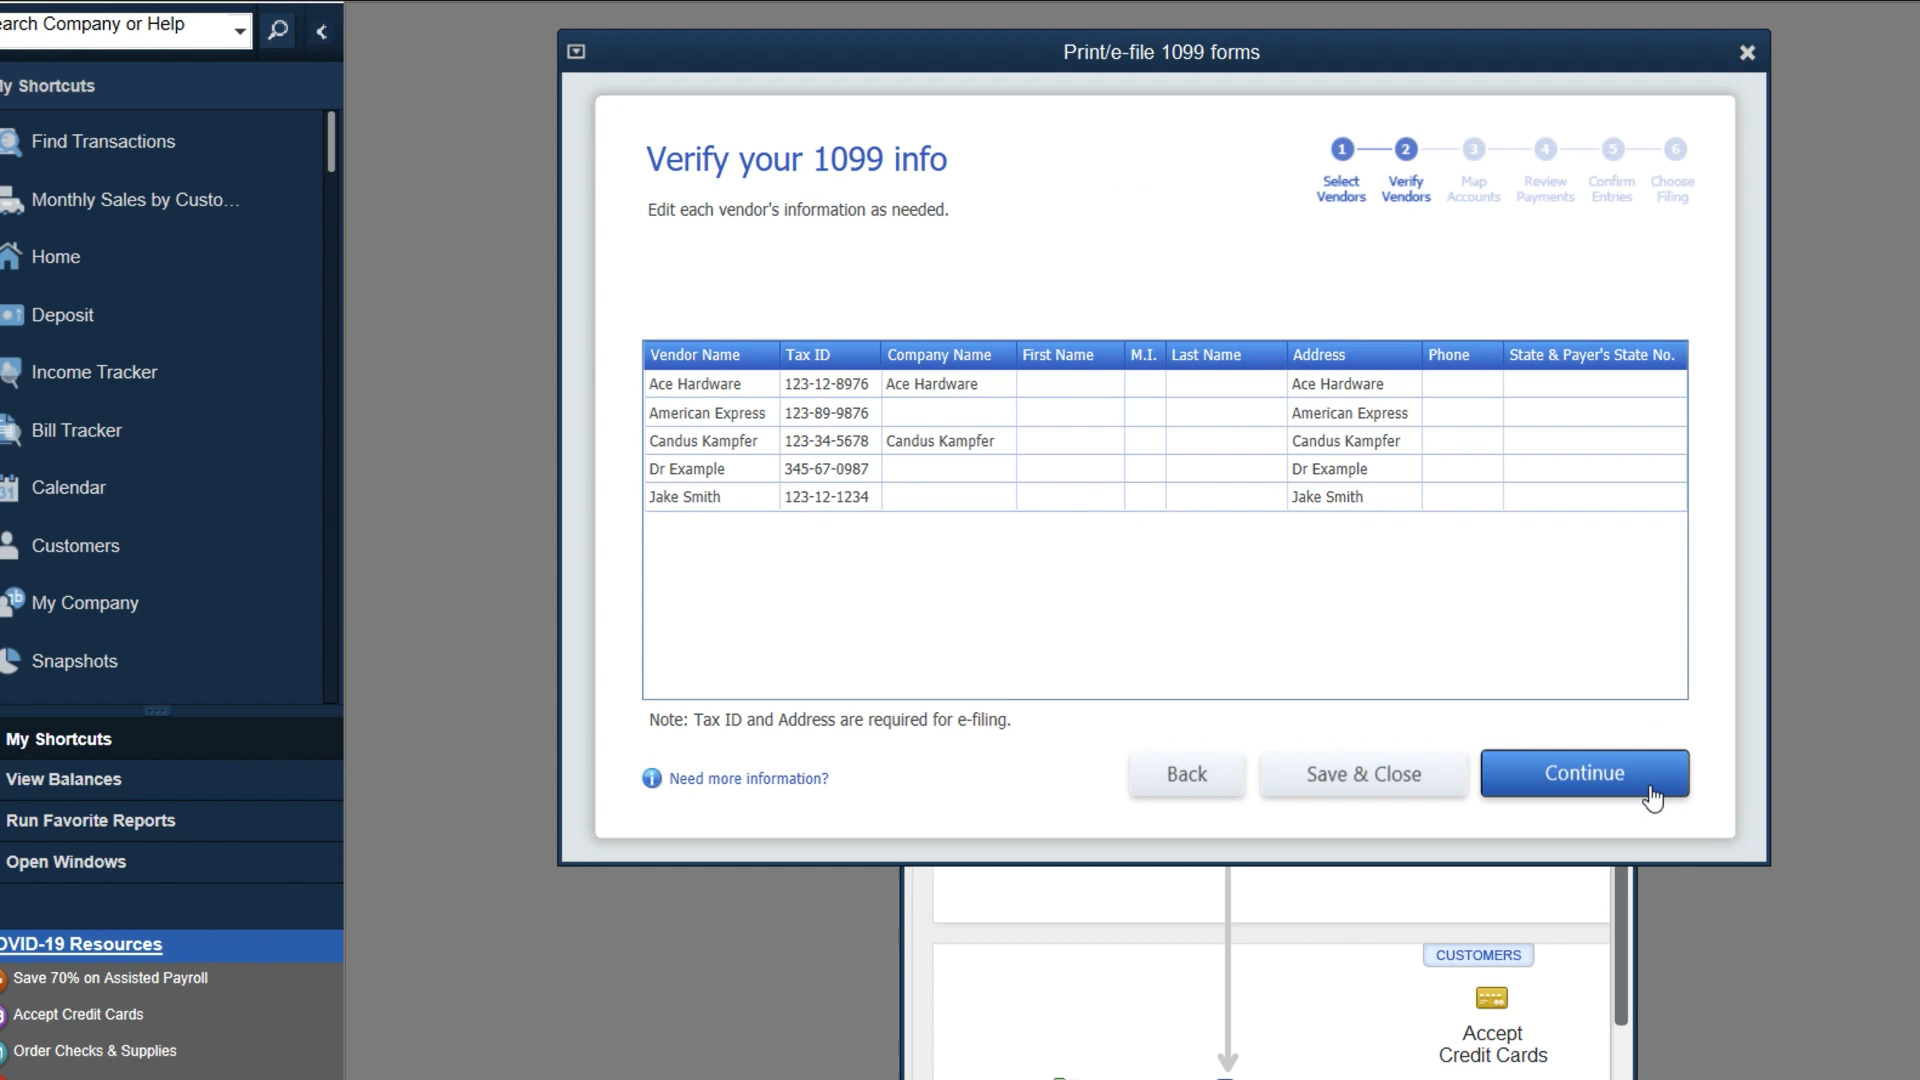 earch Company or Help
My Shortcuts
Find Transactions
Monthly Sales by Custo...
Home
Deposit
Income Tracker
Bill Tracker
31
Calendar
Customers
My Company
Snapshots
My Shortcuts
View Balances
Run Favorite Reports
Open Windows
OVID-19 Resources
Save 70% on Assisted Payroll
Accept Credit Cards
Order Checks & Supplies
Print/e-file 1099 forms
Verify your 1099 info
Edit each vendor's information as needed.
1 2 3 4 5 6
Select Verify Map Review Confirm Choose
Vendors Vendors Accounts Payments Entries Filing
Vendor Name Tax ID Company Name First Name M.I. Last Name Address Phone State & Payer's State No.
Ace Hardware 123-12-8976 Ace Hardware Ace Hardware
American Express 123-89-9876 American Express
Candus Kampfer 123-34-5678 Candus Kampfer Candus Kampfer
Dr Example 345-67-0987 Dr Example
Jake Smith 123-12-1234 Jake Smith
Note: Tax ID and Address are required for e-filing.
Need more information?
Back Save & Close Continue
CUSTOMERS
Accept
Credit Cards